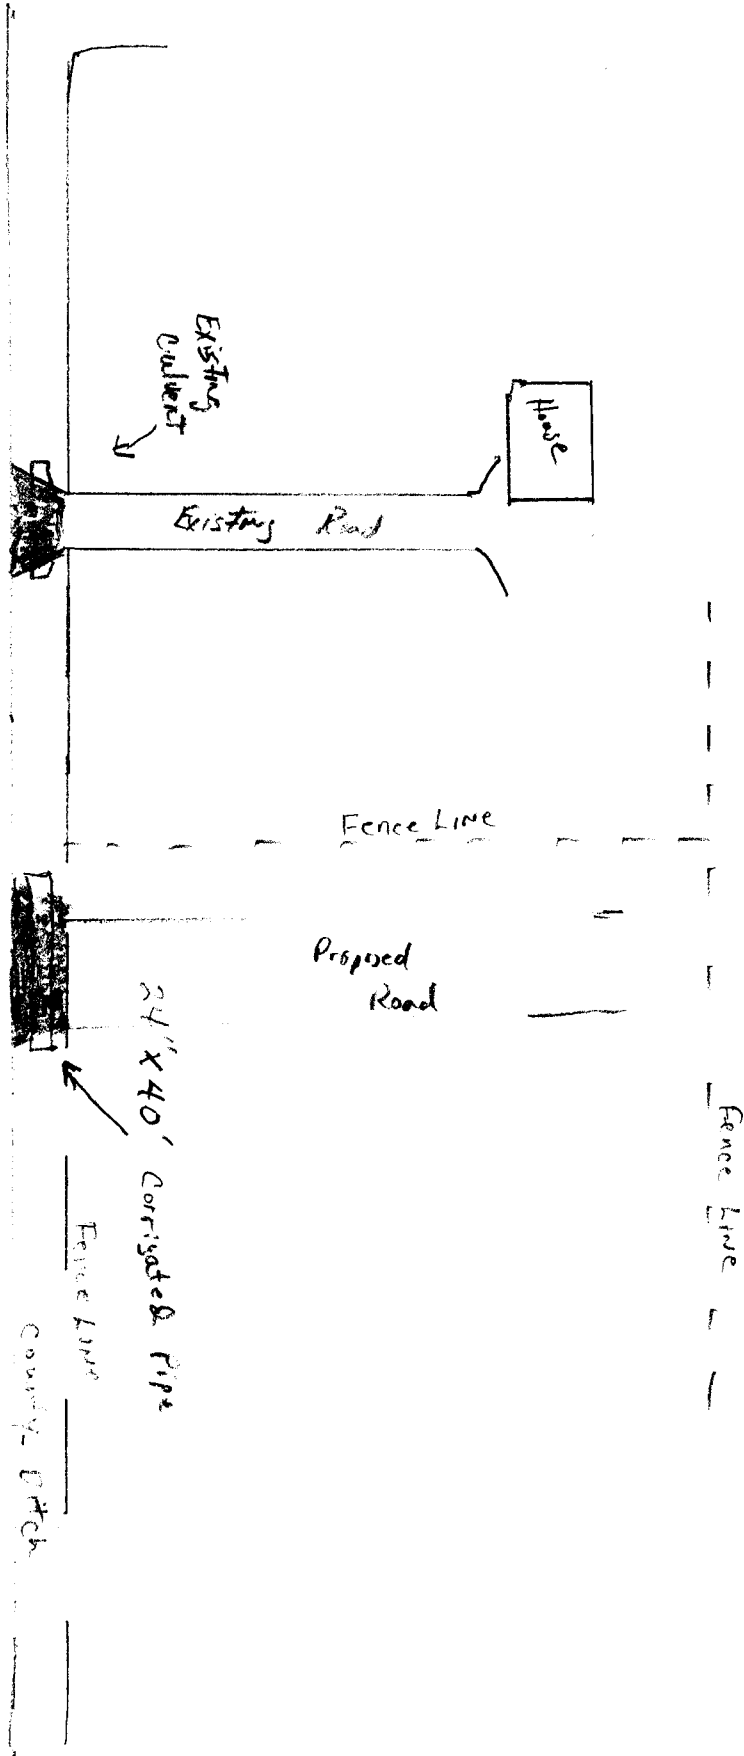 Existing
Culvert
House
Existing Road
Fence LINE
Proposed
Road
24" X 40' Corrigated Pipe
Fence LINE
Fence LINE
County Ditch